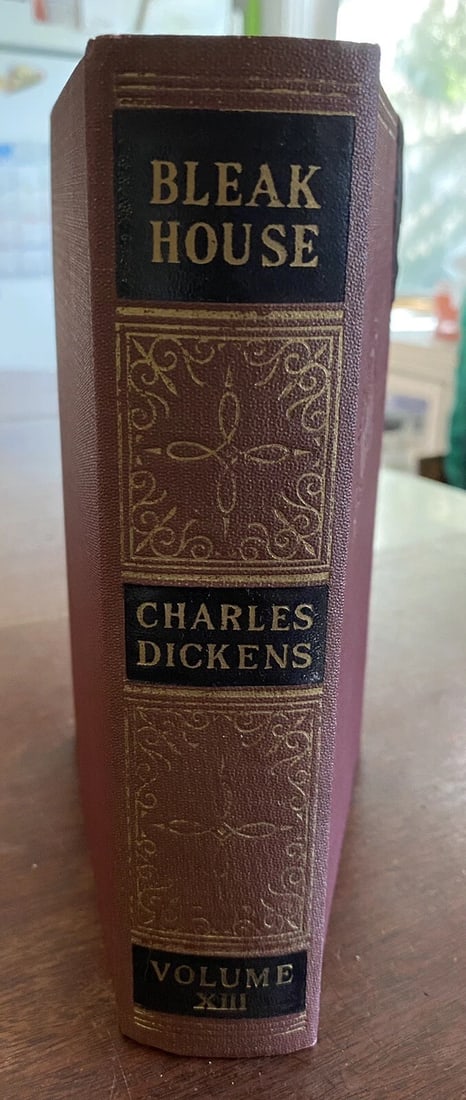 BLEAK
HOUSE
CHARLES
DICKENS
VOLUME
XIII